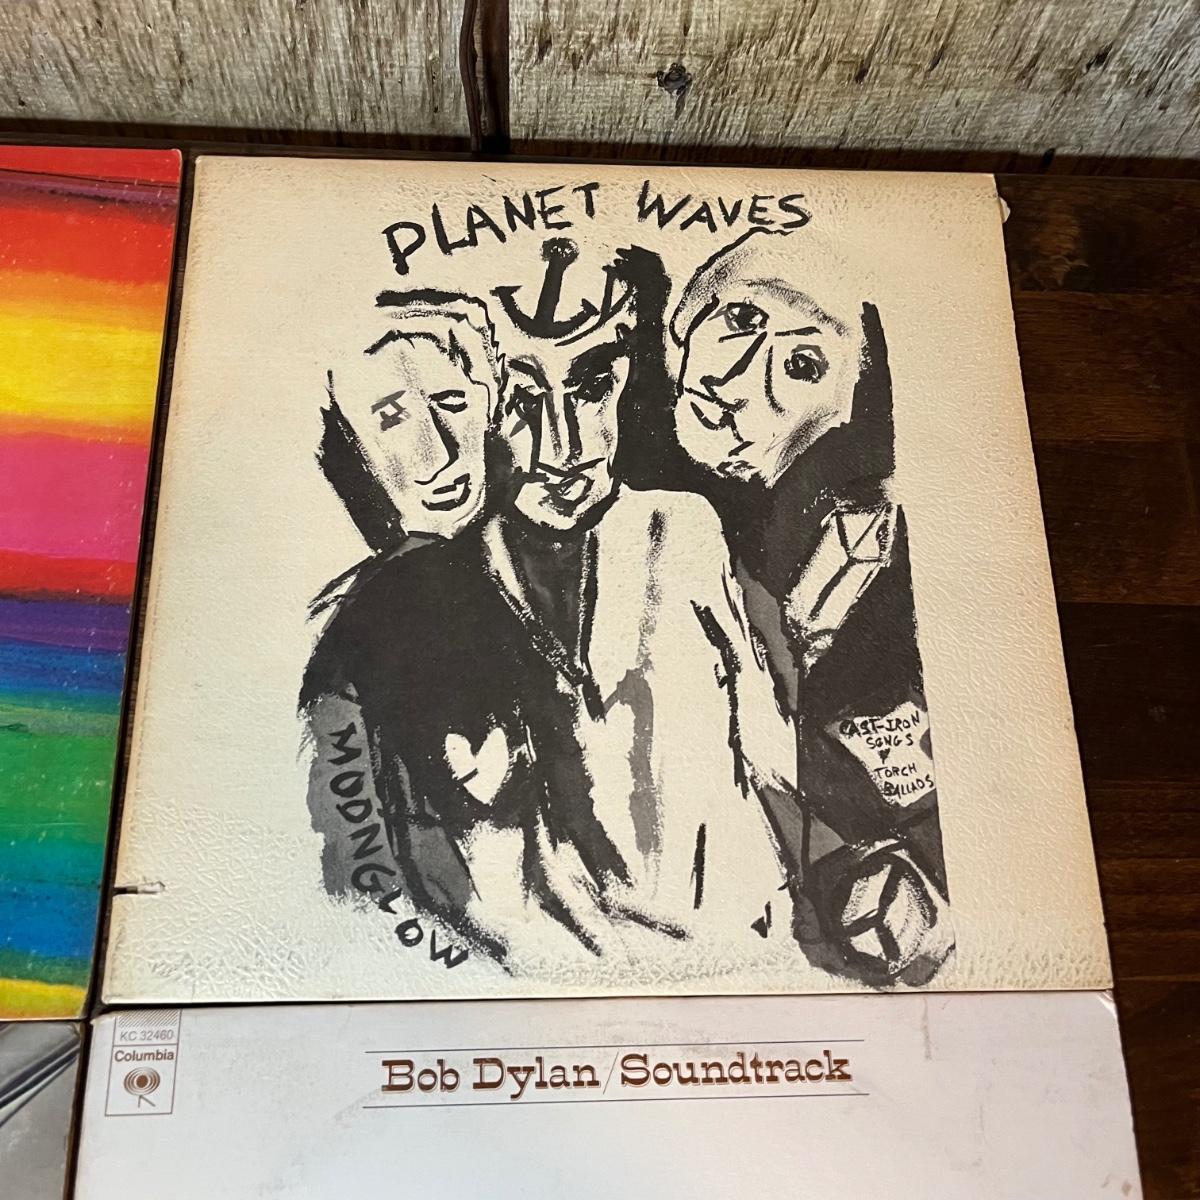 PLANET WAVES
MOONGLOW
CAST-IRON
SONGS
&
TORCH
BALLADS
KC 32460
Columbia
Bob Dylan/Soundtrack